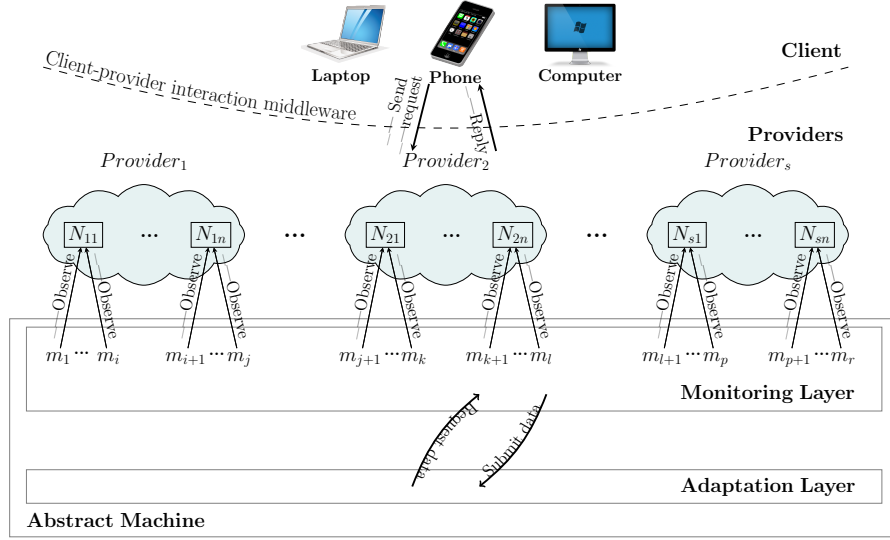 Client
Laptop
Phone
Computer
Client-provider interaction middleware
Send
request
Reply
Providers
Provider₁
Provider₂
Providerₛ
N₁₁ ... N₁ₙ ... N₂₁ ... N₂ₙ ... Nₛ₁ ... Nₛₙ
Observe Observe Observe Observe Observe Observe Observe Observe Observe Observe Observe Observe
m₁ ... mᵢ mᵢ₊₁ ... mⱼ mⱼ₊₁ ... mₖ mₖ₊₁ ... mₗ mₗ₊₁ ... mₚ mₚ₊₁ ... mᵣ
Monitoring Layer
Request data
Submit data
Adaptation Layer
Abstract Machine